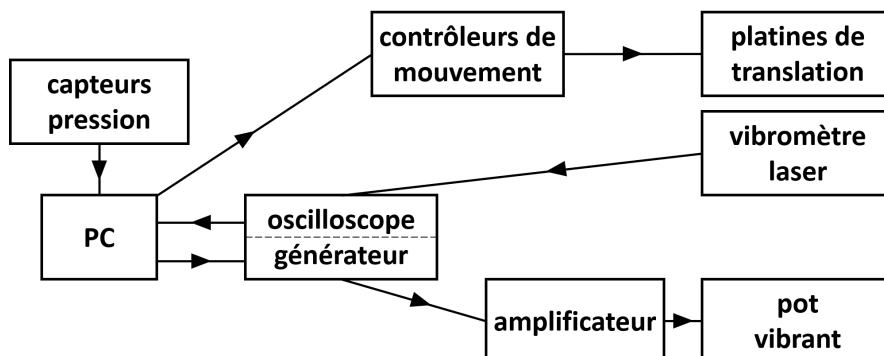 contrôleurs de
mouvement
platines de
translation
capteurs
pression
vibromètre
laser
PC
oscilloscope
générateur
amplificateur
pot
vibrant